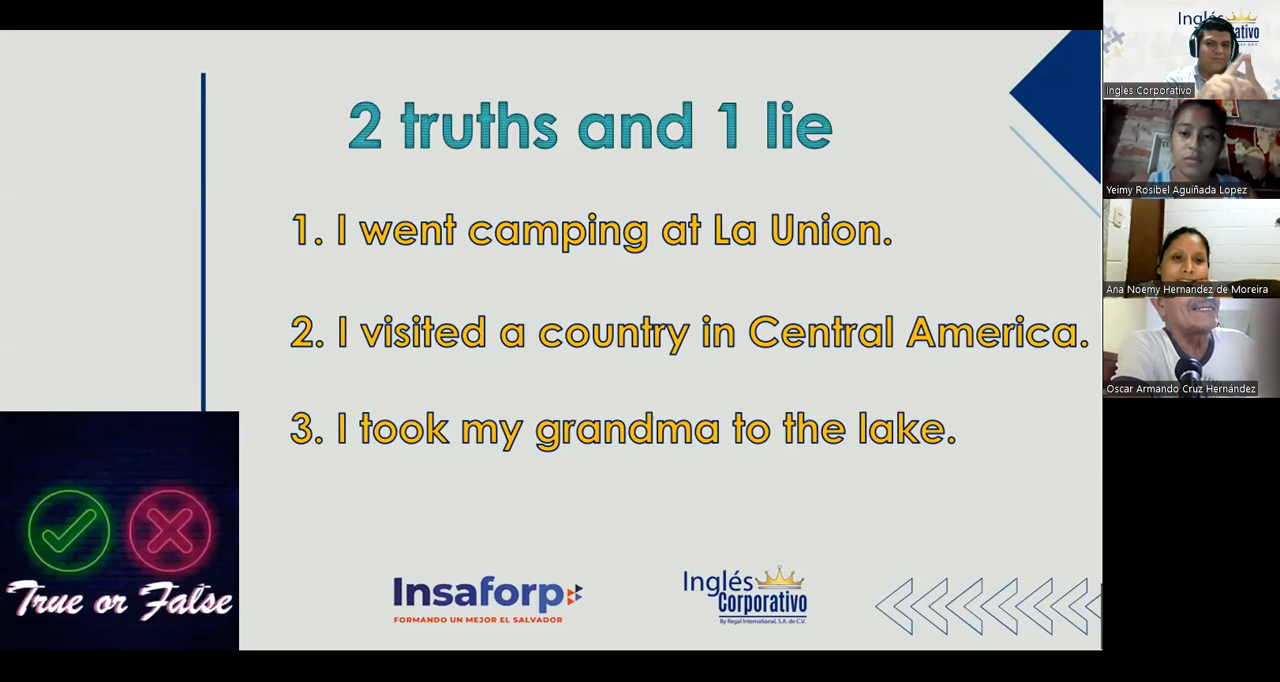 2 truths and 1 lie
1. I went camping at La Union.
2. I visited a country in Central America.
3. I took my grandma to the lake.
True or False
Insaforp
FORMANDO UN MEJOR EL SALVADOR
Inglés
Corporativo
By Regal International, S.A. de C.V.
Ingles Corporativo
Yeimy Rosibel Aguiñada Lopez
Ana Noemy Hernandez de Moreira
Oscar Armando Cruz Hernández